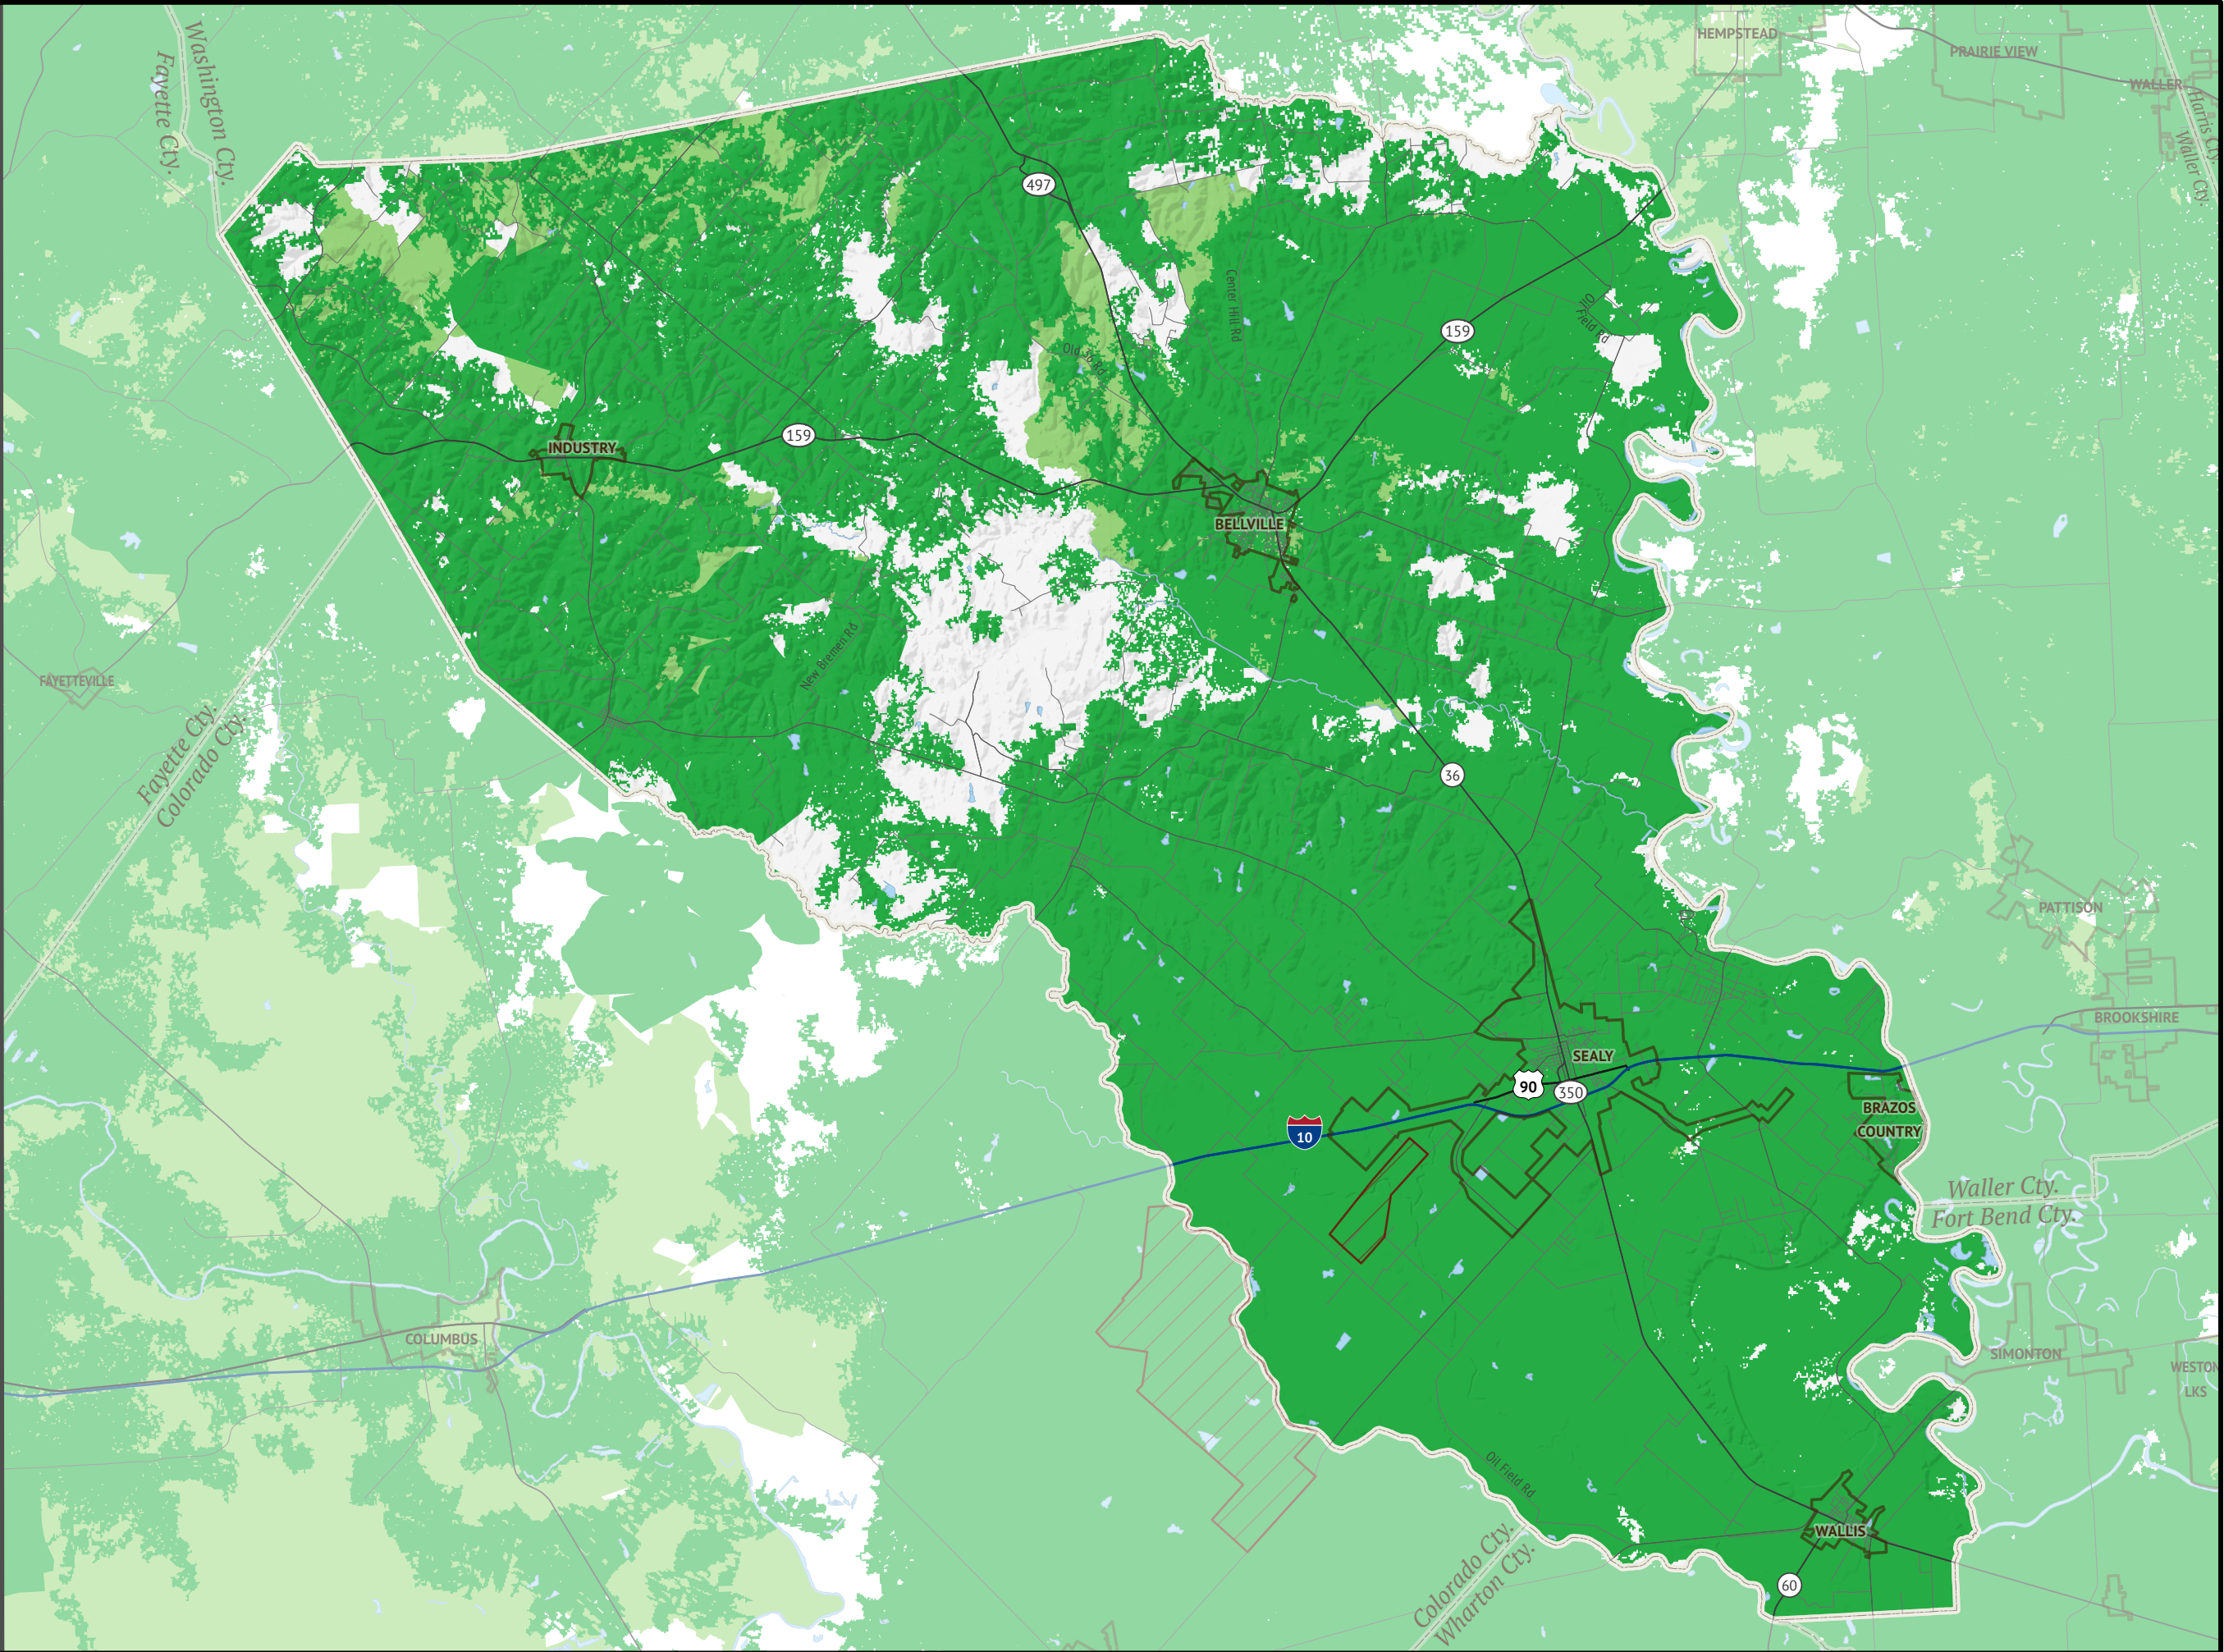 HEMPSTEAD
PRAIRIE VIEW
WALLER
Washington Cty.
Fayette Cty.
Harris Cty.
Waller Cty.
497
Center Hill Rd
Oil
Field Rd
159
Old 36 Rd
159
INDUSTRY
BELLVILLE
New Bremen Rd
FAYETTEVILLE
Fayette Cty.
Colorado Cty.
36
PATTISON
BROOKSHIRE
SEALY
90
350
10
BRAZOS
COUNTRY
Waller Cty.
Fort Bend Cty.
COLUMBUS
SIMONTON
WESTON
LKS
Oil Field Rd
WALLIS
Colorado Cty.
Wharton Cty.
60